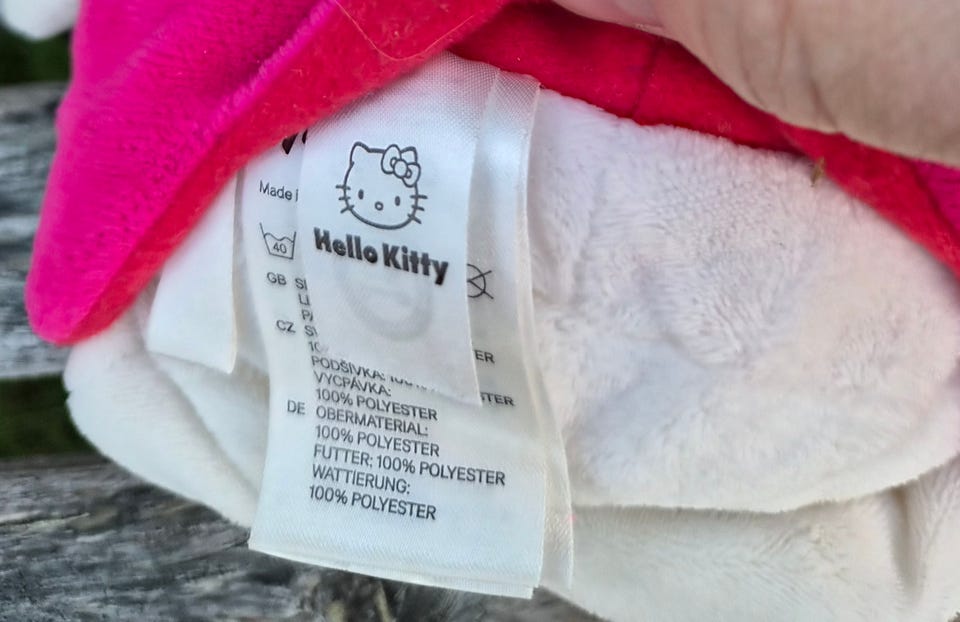 Made
Hello Kitty
40
GB
CZ
PODŠÍVKA:
VÝCPÁVKA:
100% POLYESTER
DE OBERMATERIAL:
100% POLYESTER
FUTTER: 100% POLYESTER
WATTIERUNG:
100% POLYESTER